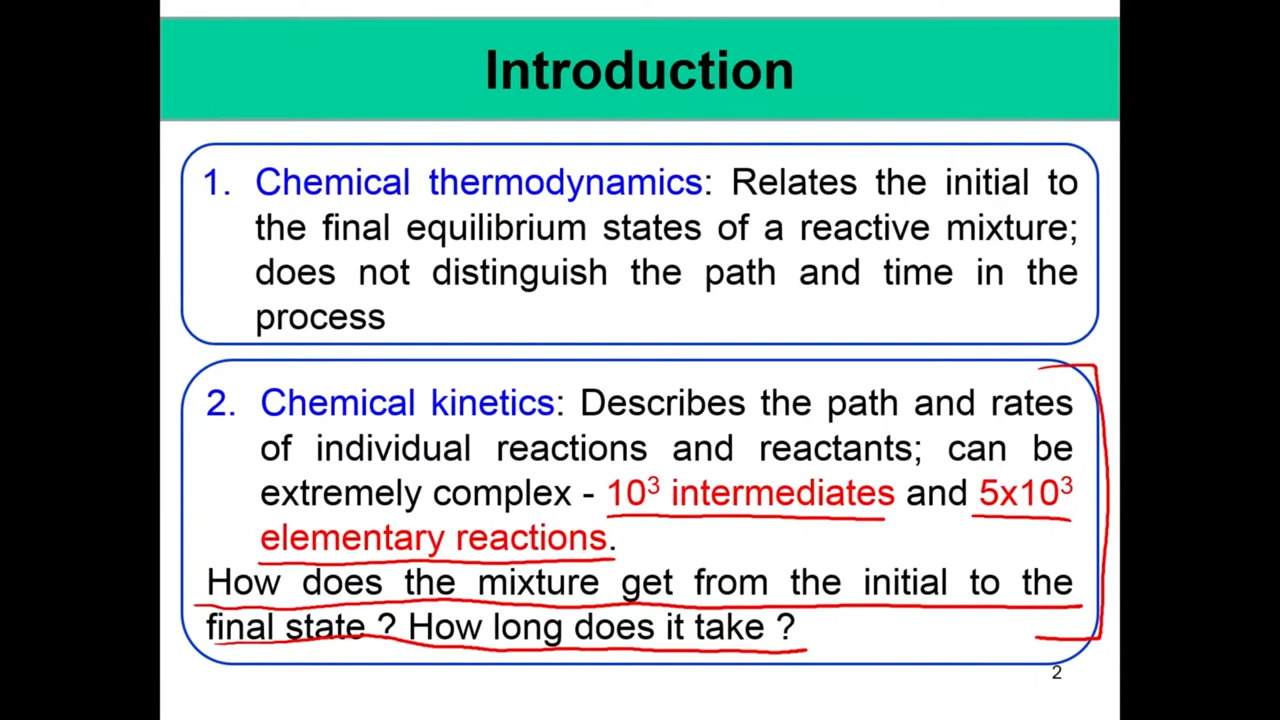 Introduction
1. Chemical thermodynamics: Relates the initial to
the final equilibrium states of a reactive mixture;
does not distinguish the path and time in the
process
2. Chemical kinetics: Describes the path and rates
of individual reactions and reactants; can be
extremely complex - 10³ intermediates and 5x10³
elementary reactions.
How does the mixture get from the initial to the
final state ? How long does it take ?
2